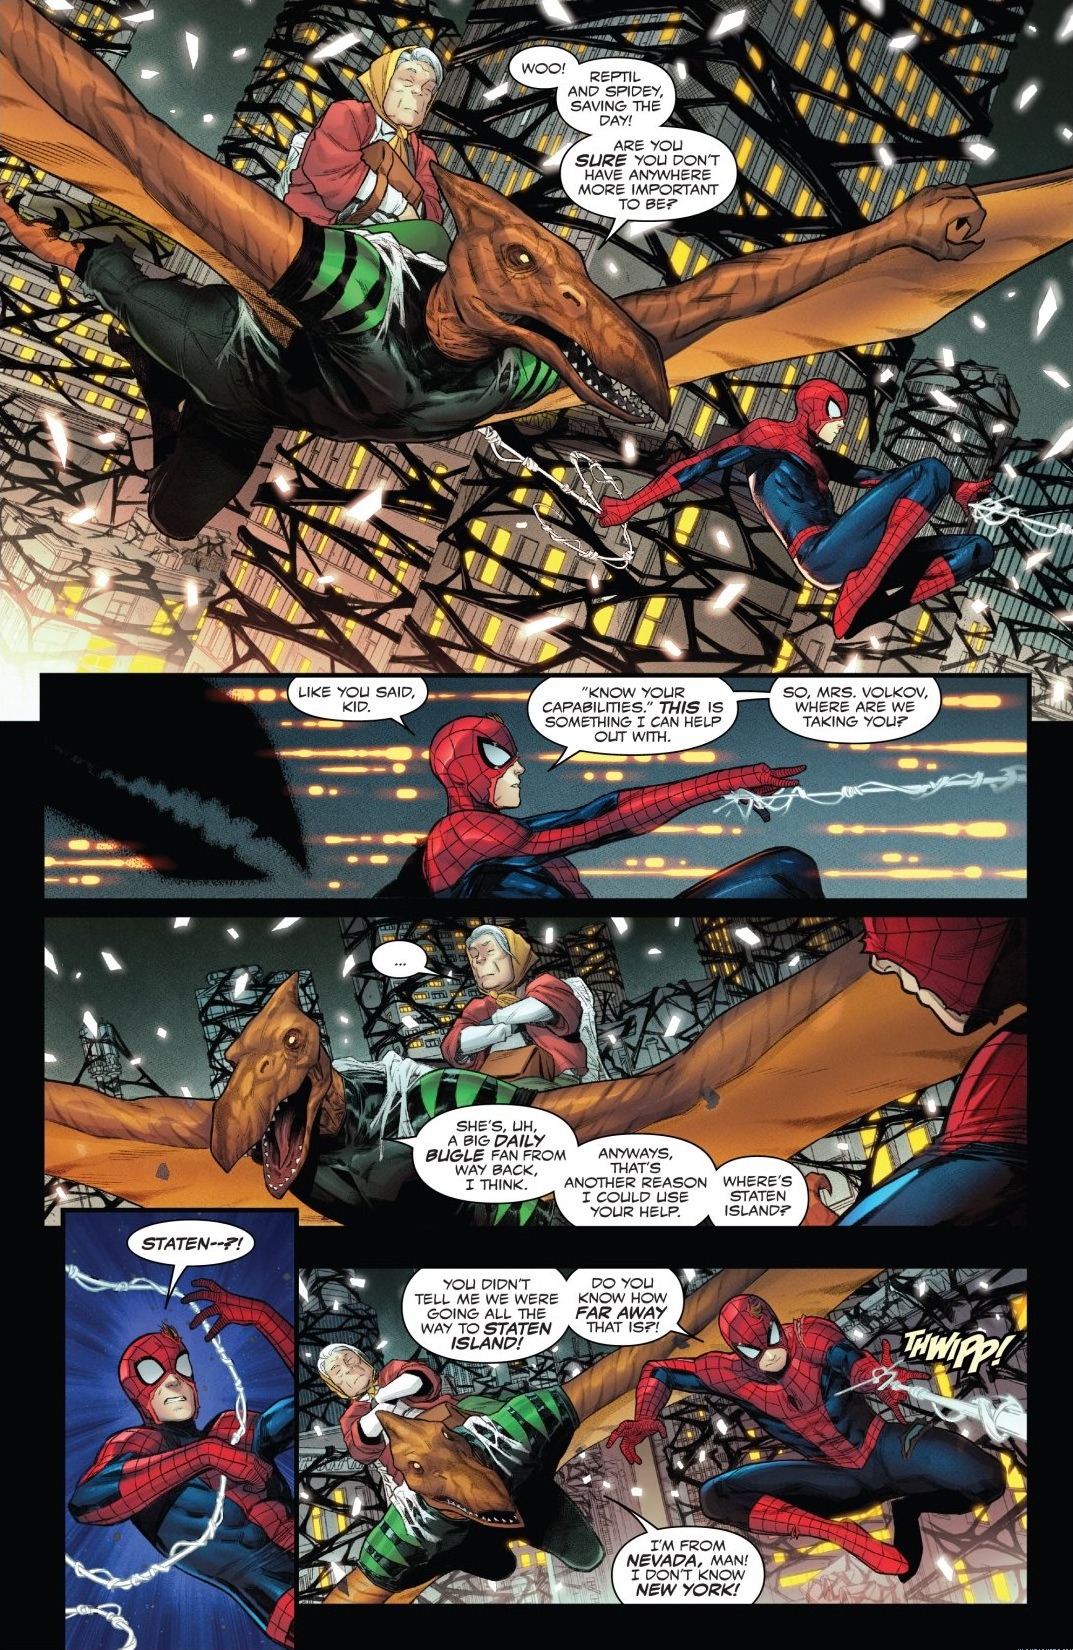 WOO!
REPTIL
AND SPIDEY,
SAVING THE
DAY!
ARE YOU
SURE YOU DON'T
HAVE ANYWHERE
MORE IMPORTANT
TO BE?
LIKE YOU SAID,
KID.
"KNOW YOUR
CAPABILITIES." THIS IS
SOMETHING I CAN HELP
OUT WITH.
SO, MRS. VOLKOV,
WHERE ARE WE
TAKING YOU?
...
SHE'S, UH,
A BIG DAILY
BUGLE FAN FROM
WAY BACK,
I THINK.
ANYWAYS,
THAT'S
ANOTHER REASON
I COULD USE
YOUR HELP.
WHERE'S
STATEN
ISLAND?
STATEN--?!
YOU DIDN'T
TELL ME WE WERE
GOING ALL THE
WAY TO STATEN
ISLAND!
DO YOU
KNOW HOW
FAR AWAY
THAT IS?!
THWIPP!
I'M FROM
NEVADA, MAN!
I DON'T KNOW
NEW YORK!